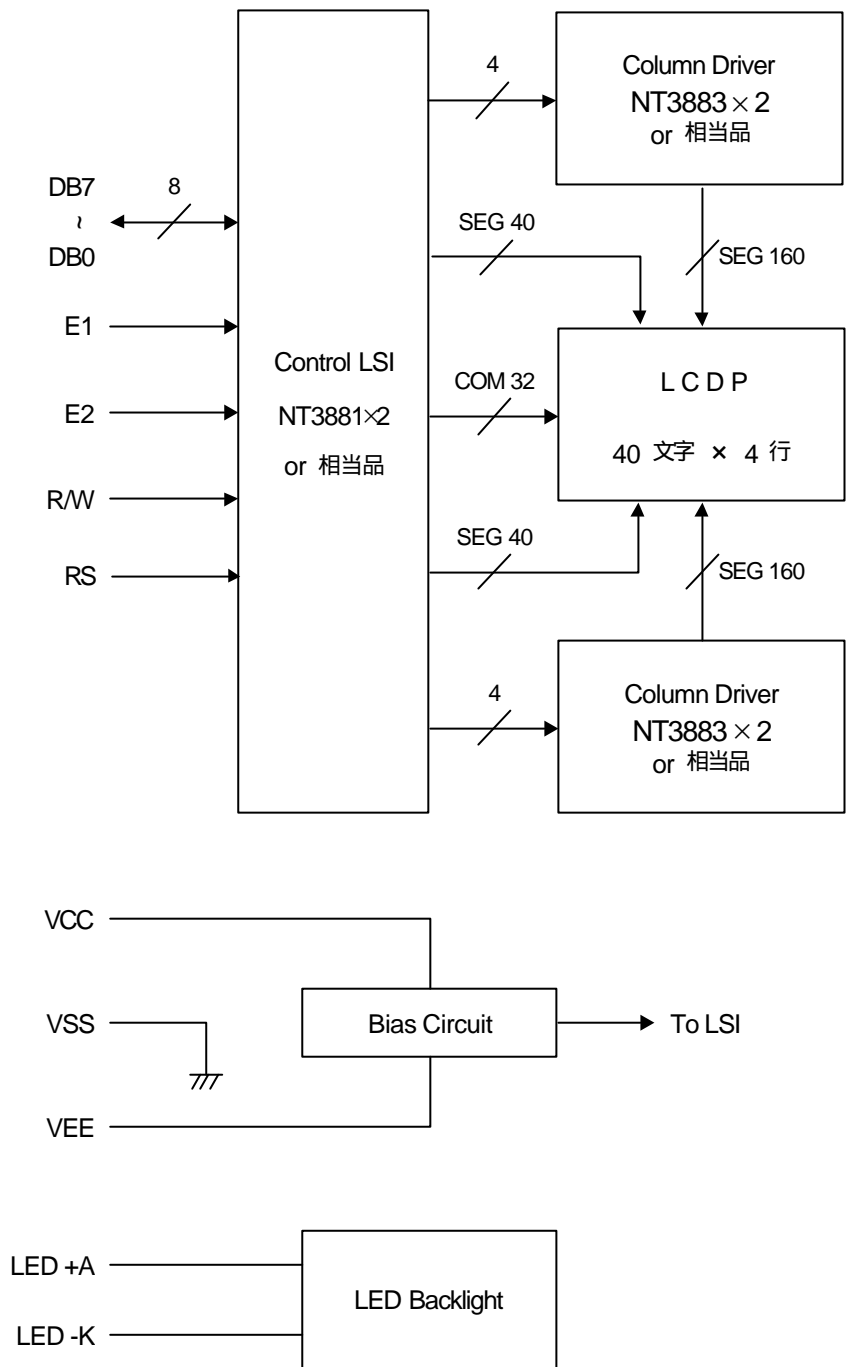 4
Column Driver
NT3883 × 2
or 相当品
DB7
~
DB0
8
SEG 40
SEG 160
E1
Control LSI
NT3881×2
or 相当品
COM 32
L C D P
40 文字 × 4 行
E2
R/W
SEG 40
RS
SEG 160
4
Column Driver
NT3883 × 2
or 相当品
VCC
VSS
Bias Circuit
To LSI
VEE
LED +A
LED Backlight
LED -K